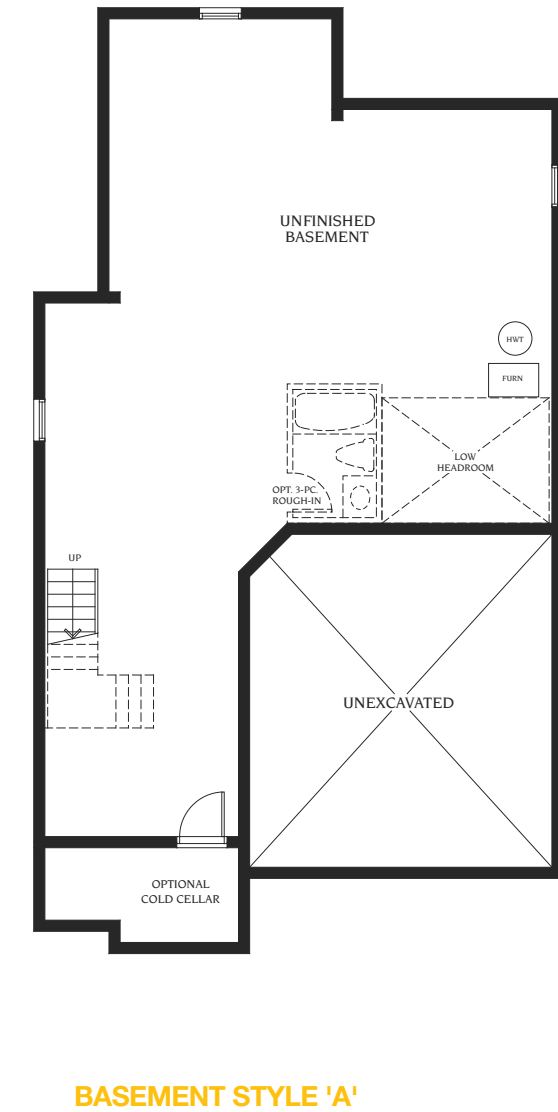 UNFINISHED
BASEMENT
HWT
FURN
LOW
HEADROOM
OPT. 3-PC.
ROUGH-IN
UP
UNEXCAVATED
OPTIONAL
COLD CELLAR
BASEMENT STYLE 'A'